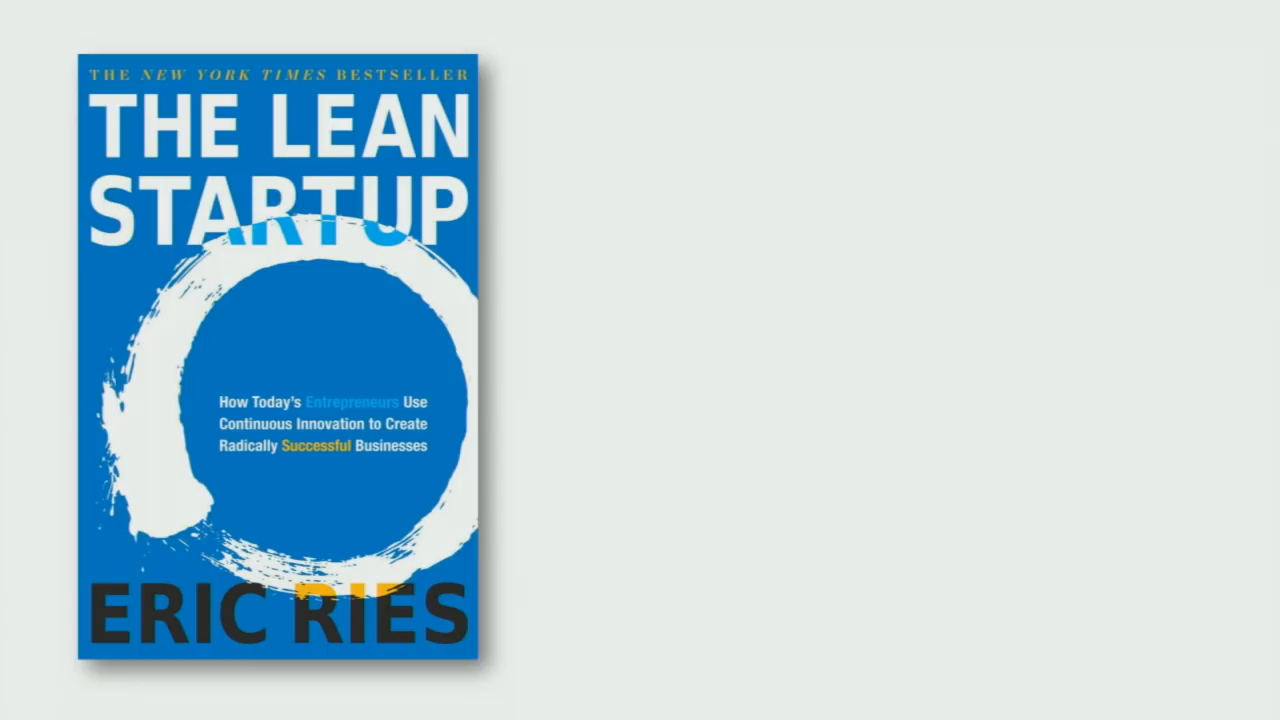 THE NEW YORK TIMES BESTSELLER
THE LEAN
STARTUP
How Today's Entrepreneurs Use
Continuous Innovation to Create
Radically Successful Businesses
ERIC RIES